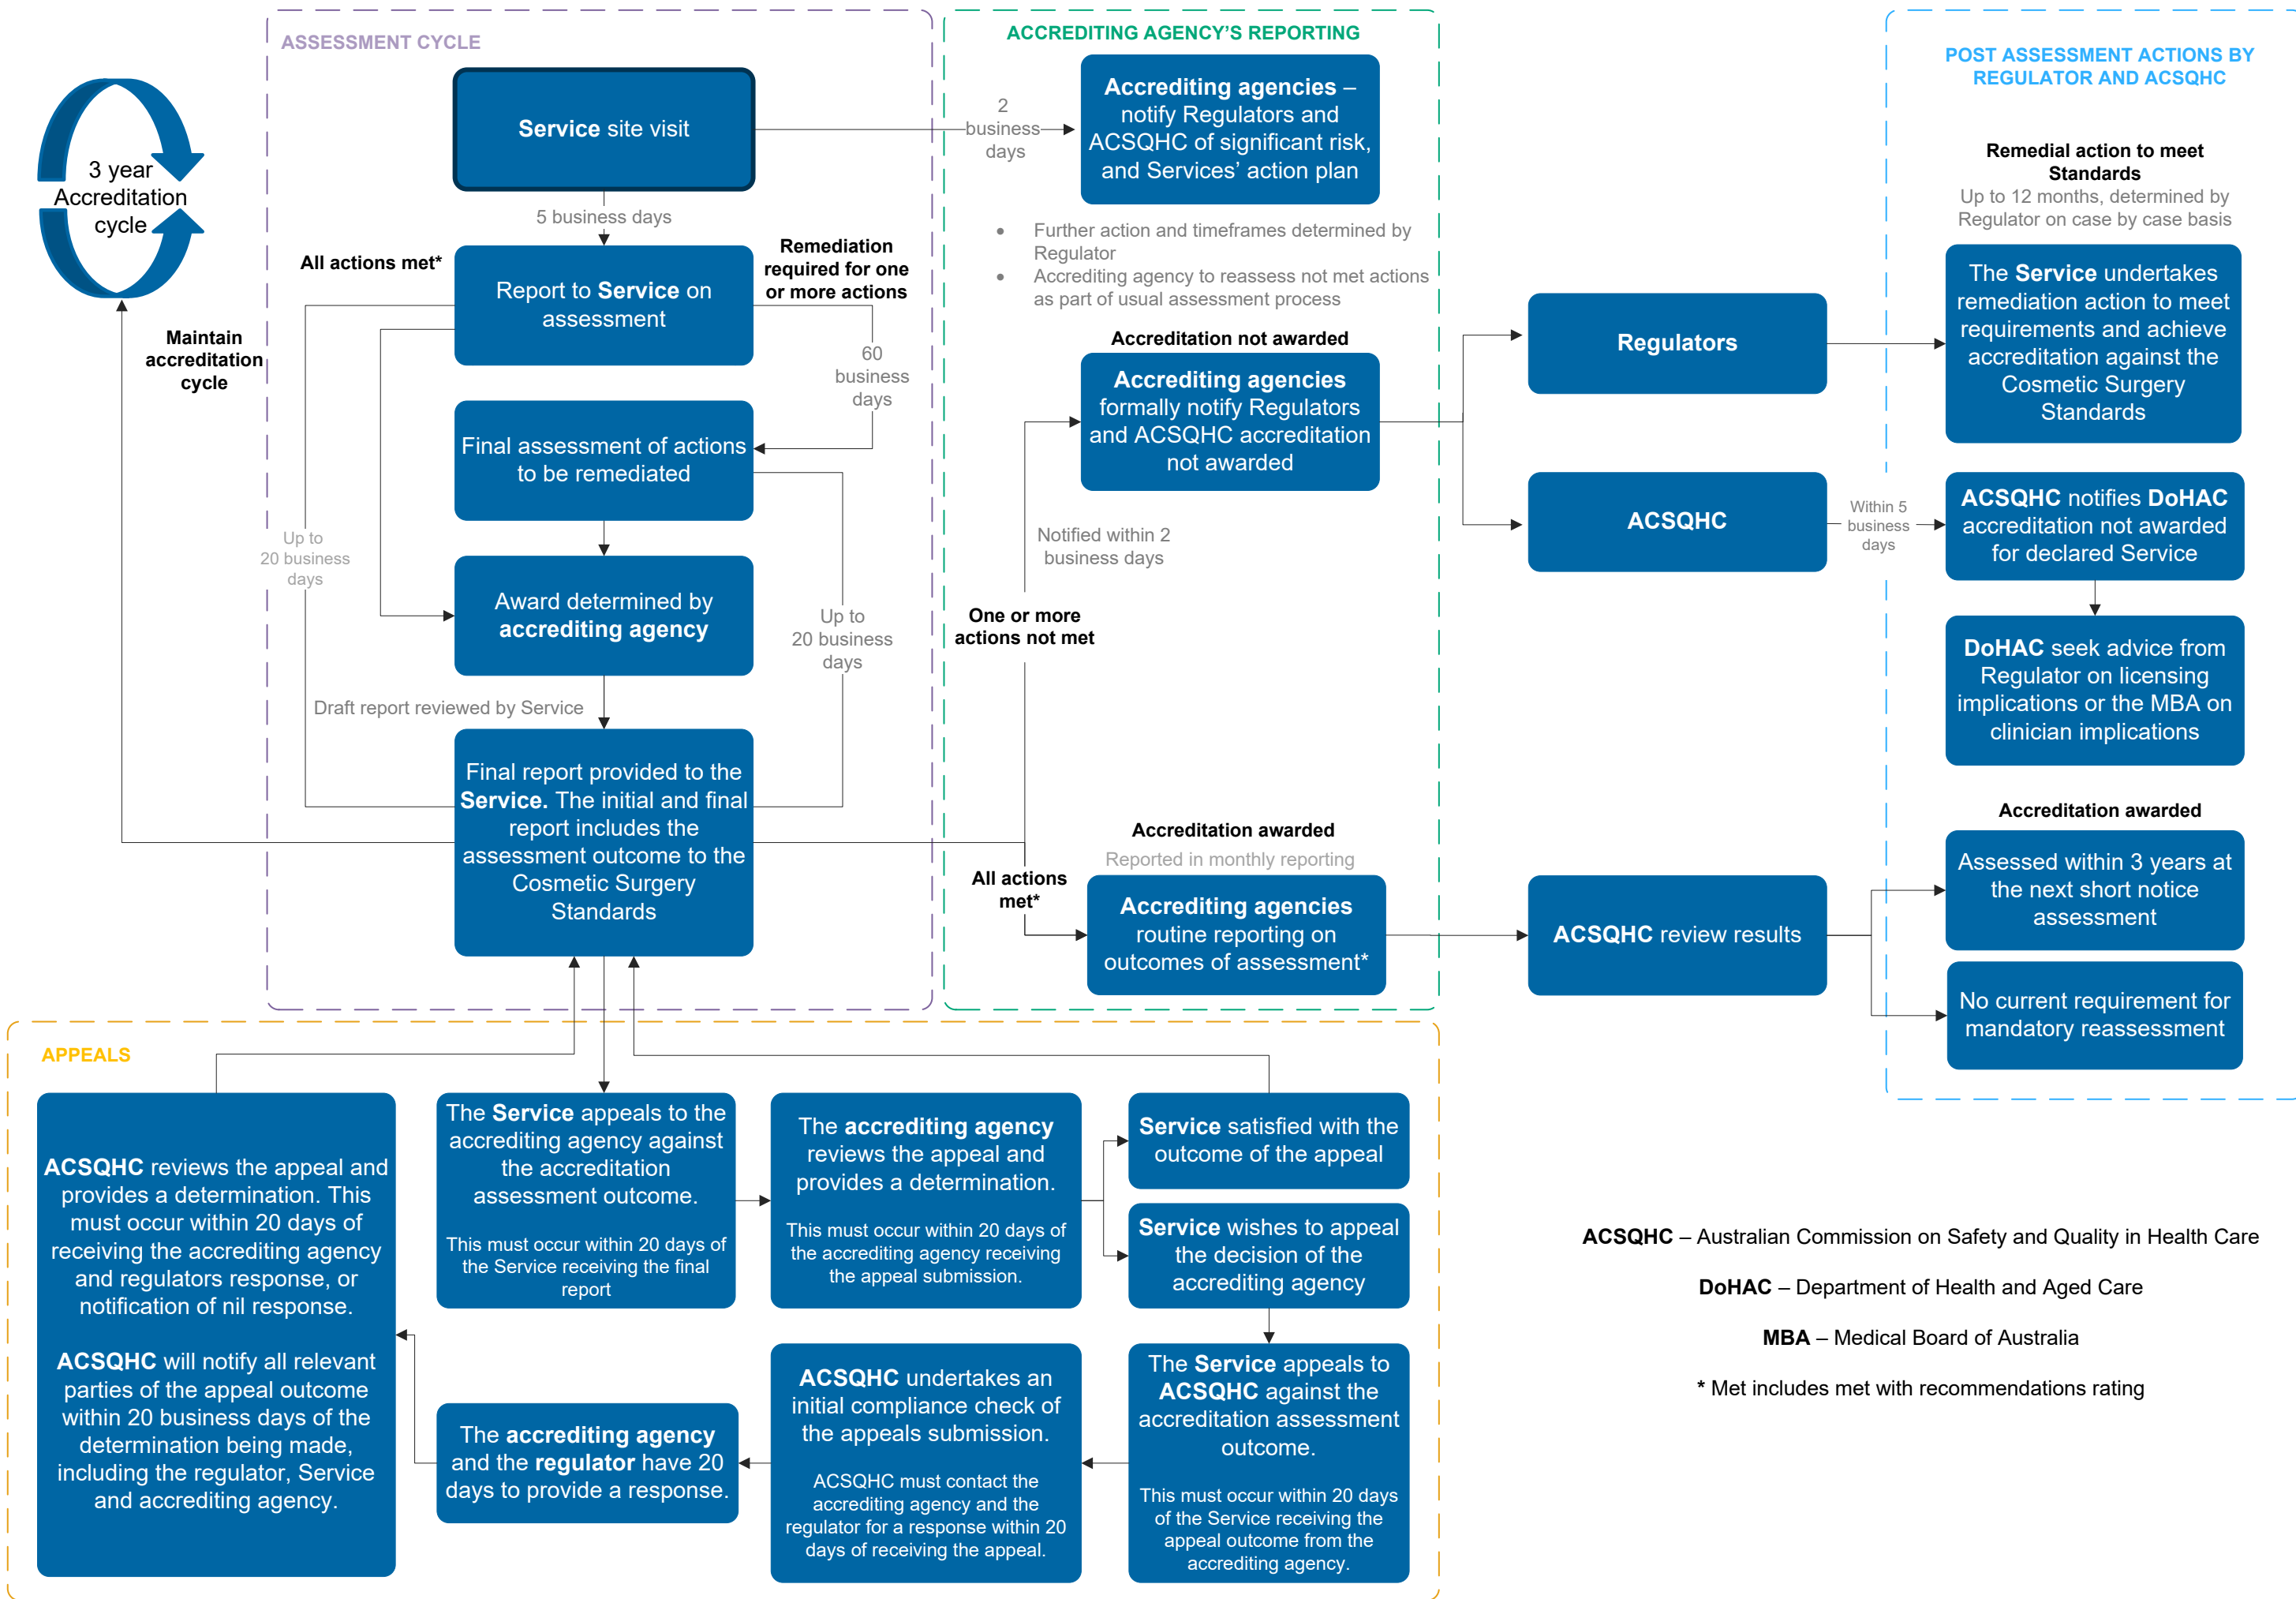 3 year
Accreditation
cycle
Maintain
accreditation
cycle
ASSESSMENT CYCLE
Service site visit
5 business days
All actions met*
Remediation
required for one
or more actions
Report to Service on
assessment
60
business
days
Final assessment of actions
to be remediated
Up to
20 business
days
Award determined by
accrediting agency
Up to
20 business
days
Draft report reviewed by Service
Final report provided to the
Service. The initial and final
report includes the
assessment outcome to the
Cosmetic Surgery
Standards
ACCREDITING AGENCY’S REPORTING
2
business
days
Accrediting agencies –
notify Regulators and
ACSQHC of significant risk,
and Services’ action plan
• Further action and timeframes determined by
Regulator
• Accrediting agency to reassess not met actions
as part of usual assessment process
Accreditation not awarded
Accrediting agencies
formally notify Regulators
and ACSQHC accreditation
not awarded
Notified within 2
business days
One or more
actions not met
Accreditation awarded
Reported in monthly reporting
All actions
met*
Accrediting agencies
routine reporting on
outcomes of assessment*
Regulators
ACSQHC
Within 5
business
days
ACSQHC review results
POST ASSESSMENT ACTIONS BY
REGULATOR AND ACSQHC
Remedial action to meet
Standards
Up to 12 months, determined by
Regulator on case by case basis
The Service undertakes
remediation action to meet
requirements and achieve
accreditation against the
Cosmetic Surgery
Standards
ACSQHC notifies DoHAC
accreditation not awarded
for declared Service
DoHAC seek advice from
Regulator on licensing
implications or the MBA on
clinician implications
Accreditation awarded
Assessed within 3 years at
the next short notice
assessment
No current requirement for
mandatory reassessment
APPEALS
ACSQHC reviews the appeal and
provides a determination. This
must occur within 20 days of
receiving the accrediting agency
and regulators response, or
notification of nil response.
ACSQHC will notify all relevant
parties of the appeal outcome
within 20 business days of the
determination being made,
including the regulator, Service
and accrediting agency.
The Service appeals to the
accrediting agency against
the accreditation
assessment outcome.
This must occur within 20 days of
the Service receiving the final
report
The accrediting agency
reviews the appeal and
provides a determination.
This must occur within 20 days of
the accrediting agency receiving
the appeal submission.
Service satisfied with the
outcome of the appeal
Service wishes to appeal
the decision of the
accrediting agency
The accrediting agency
and the regulator have 20
days to provide a response.
ACSQHC undertakes an
initial compliance check of
the appeals submission.
ACSQHC must contact the
accrediting agency and the
regulator for a response within 20
days of receiving the appeal.
The Service appeals to
ACSQHC against the
accreditation assessment
outcome.
This must occur within 20 days
of the Service receiving the
appeal outcome from the
accrediting agency.
ACSQHC – Australian Commission on Safety and Quality in Health Care
DoHAC – Department of Health and Aged Care
MBA – Medical Board of Australia
* Met includes met with recommendations rating